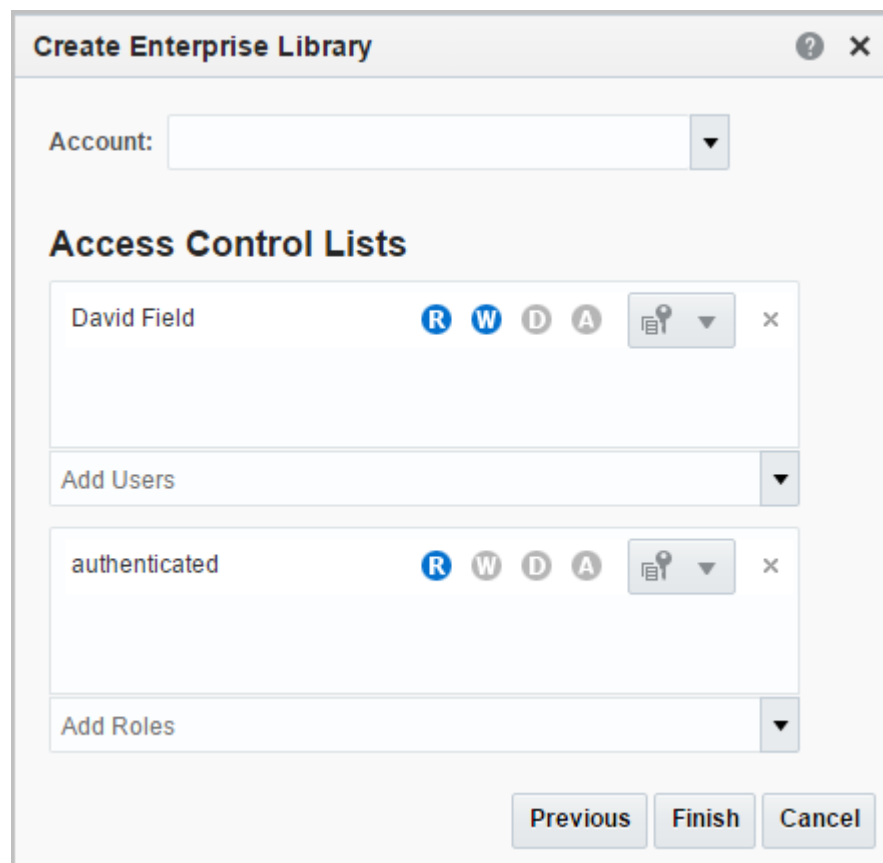 Create Enterprise Library ? ×
Account:
Access Control Lists
David Field R W D A ×
Add Users
authenticated R W D A ×
Add Roles
Previous Finish Cancel